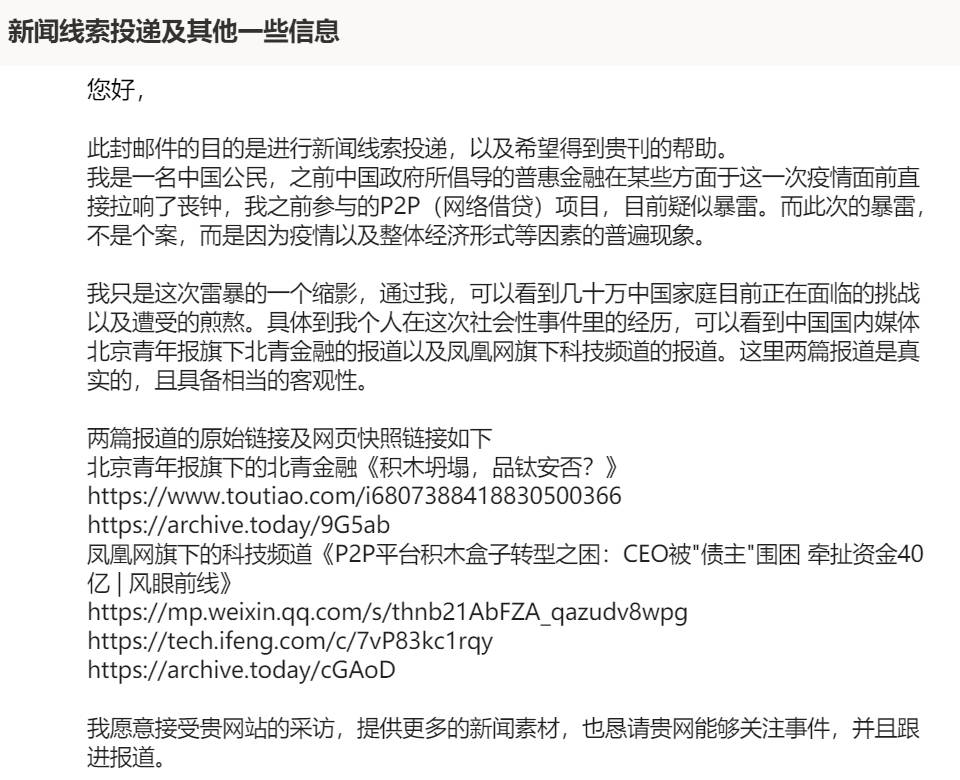 新闻线索投递及其他一些信息
您好，
此封邮件的目的是进行新闻线索投递，以及希望得到贵刊的帮助。
我是一名中国公民，之前中国政府所倡导的普惠金融在某些方面于这一次疫情面前直
接拉响了丧钟，我之前参与的P2P（网络借贷）项目，目前疑似暴雷。而此次的暴雷，
不是个案，而是因为疫情以及整体经济形式等因素的普遍现象。
我只是这次雷暴的一个缩影，通过我，可以看到几十万中国家庭目前正在面临的挑战
以及遭受的煎熬。具体到我个人在这次社会性事件里的经历，可以看到中国国内媒体
北京青年报旗下北青金融的报道以及凤凰网旗下科技频道的报道。这里两篇报道是真
实的，且具备相当的客观性。
两篇报道的原始链接及网页快照链接如下
北京青年报旗下的北青金融《积木坍塌，品钛安否？》
https://www.toutiao.com/i6807388418830500366
https://archive.today/9G5ab
凤凰网旗下的科技频道《P2P平台积木盒子转型之困：CEO被"债主"围困 牵扯资金40
亿 | 风眼前线》
https://mp.weixin.qq.com/s/thnb21AbFZA_qazudv8wpg
https://tech.ifeng.com/c/7vP83kc1rqy
https://archive.today/cGAoD
我愿意接受贵网站的采访，提供更多的新闻素材，也恳请贵网能够关注事件，并且跟
进报道。